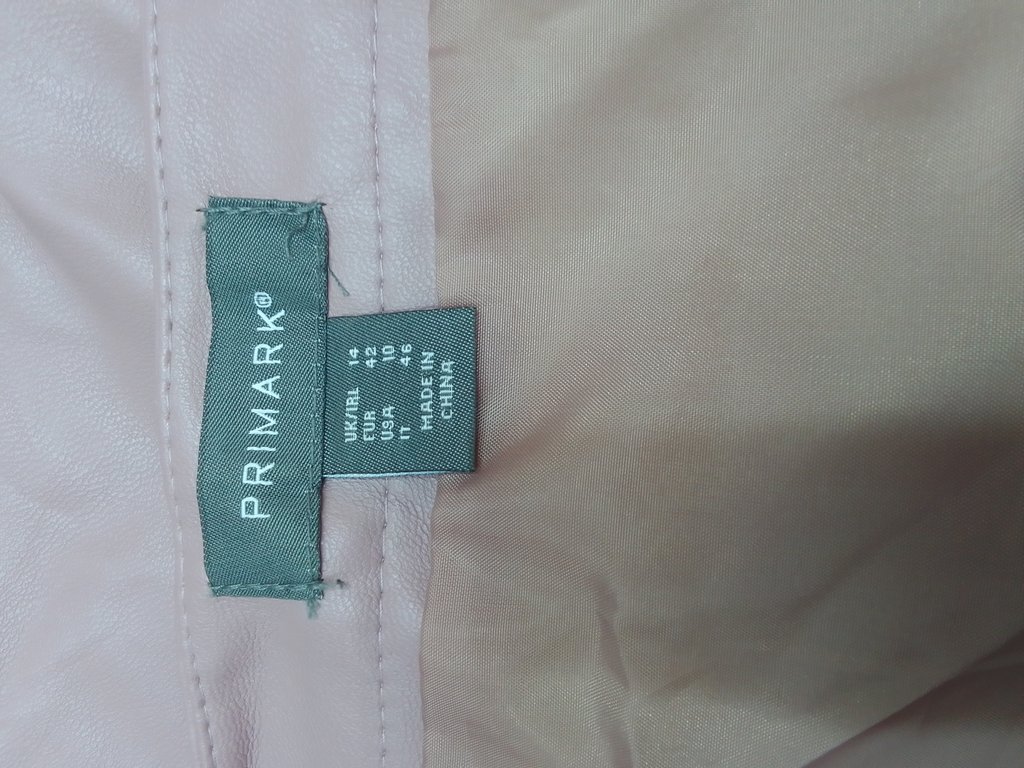 PRIMARK®
UK/IRL 14
EUR 42
USA 10
IT 46
MADE IN
CHINA